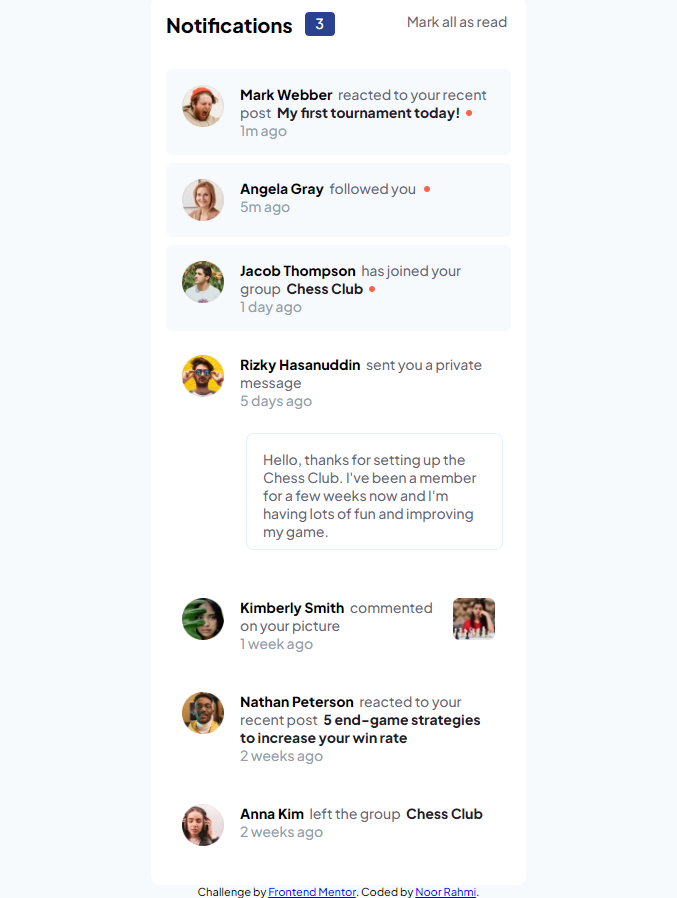 Notifications 3 Mark all as read
Mark Webber reacted to your recent
post My first tournament today!
1m ago
Angela Gray followed you
5m ago
Jacob Thompson has joined your
group Chess Club
1 day ago
Rizky Hasanuddin sent you a private
message
5 days ago
Hello, thanks for setting up the
Chess Club. I've been a member
for a few weeks now and I'm
having lots of fun and improving
my game.
Kimberly Smith commented
on your picture
1 week ago
Nathan Peterson reacted to your
recent post 5 end-game strategies
to increase your win rate
2 weeks ago
Anna Kim left the group Chess Club
2 weeks ago
Challenge by Frontend Mentor. Coded by Noor Rahmi.